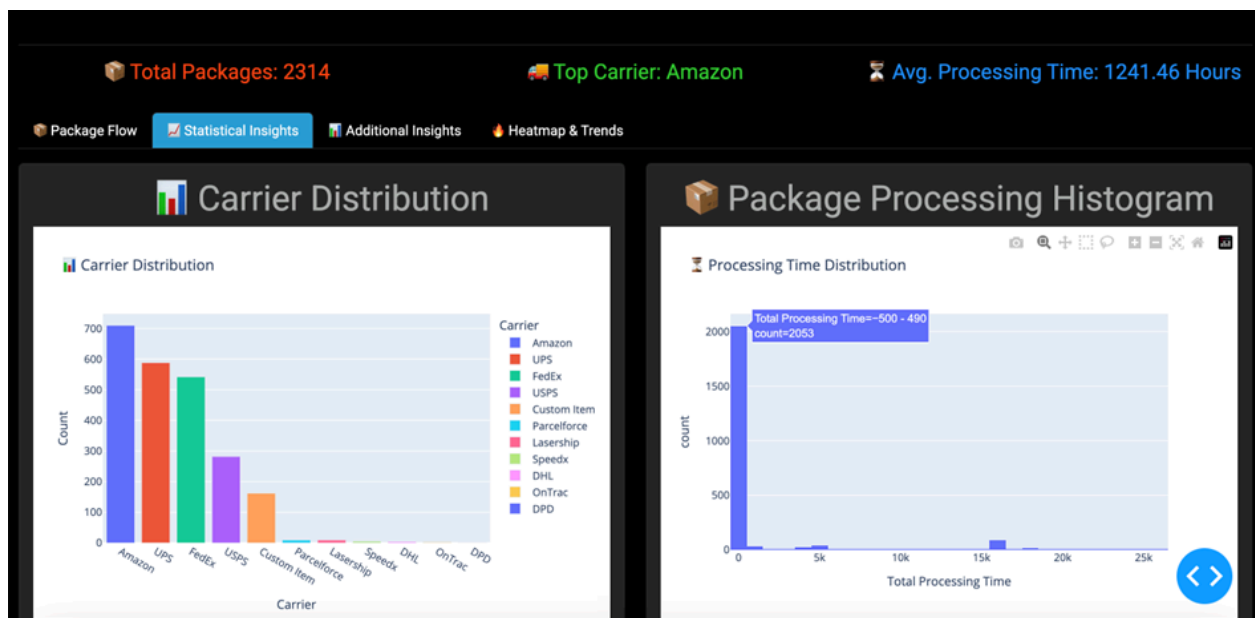 📦 Total Packages: 2314
🚚 Top Carrier: Amazon
⏳ Avg. Processing Time: 1241.46 Hours
📦 Package Flow
📈 Statistical Insights
📊 Additional Insights
🔥 Heatmap & Trends
📊 Carrier Distribution
📊 Carrier Distribution
700
600
500
400
300
200
100
0
Count
Amazon
UPS
FedEx
USPS
Custom Item
Parcelforce
Lasership
Speedx
DHL
OnTrac
DPD
Carrier
Carrier
Amazon
UPS
FedEx
USPS
Custom Item
Parcelforce
Lasership
Speedx
DHL
OnTrac
DPD
📦 Package Processing Histogram
⏳ Processing Time Distribution
Total Processing Time=−500 - 490
count=2053
2000
1500
1000
500
0
count
0
5k
10k
15k
20k
25k
Total Processing Time